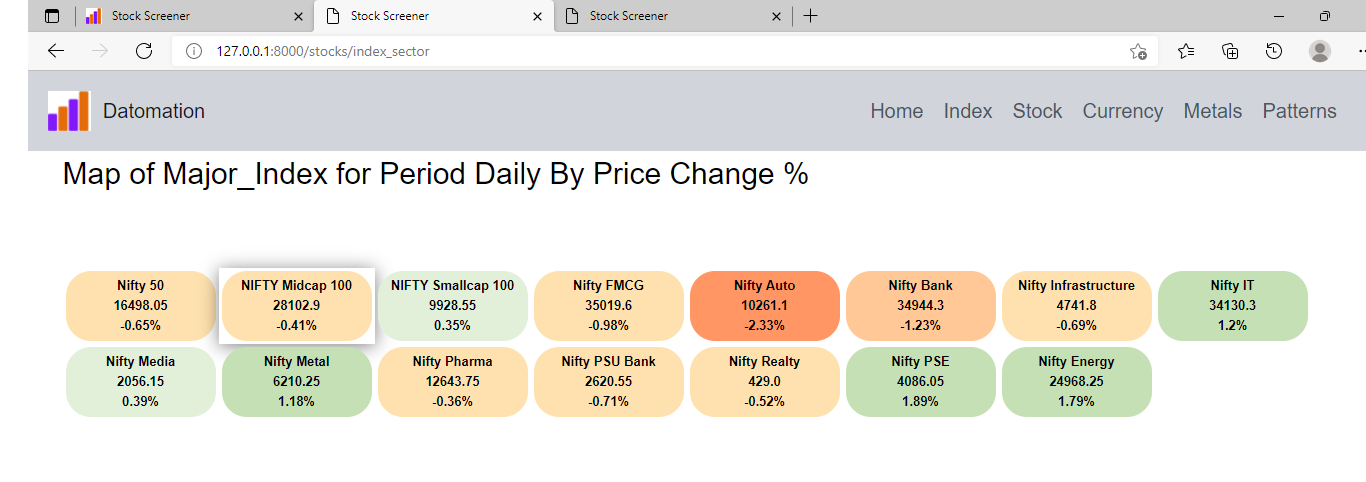 Stock Screener
Stock Screener
Stock Screener
127.0.0.1:8000/stocks/index_sector
Datomation
Home Index Stock Currency Metals Patterns
Map of Major_Index for Period Daily By Price Change %
Nifty 50
16498.05
-0.65%
NIFTY Midcap 100
28102.9
-0.41%
NIFTY Smallcap 100
9928.55
0.35%
Nifty FMCG
35019.6
-0.98%
Nifty Auto
10261.1
-2.33%
Nifty Bank
34944.3
-1.23%
Nifty Infrastructure
4741.8
-0.69%
Nifty IT
34130.3
1.2%
Nifty Media
2056.15
0.39%
Nifty Metal
6210.25
1.18%
Nifty Pharma
12643.75
-0.36%
Nifty PSU Bank
2620.55
-0.71%
Nifty Realty
429.0
-0.52%
Nifty PSE
4086.05
1.89%
Nifty Energy
24968.25
1.79%